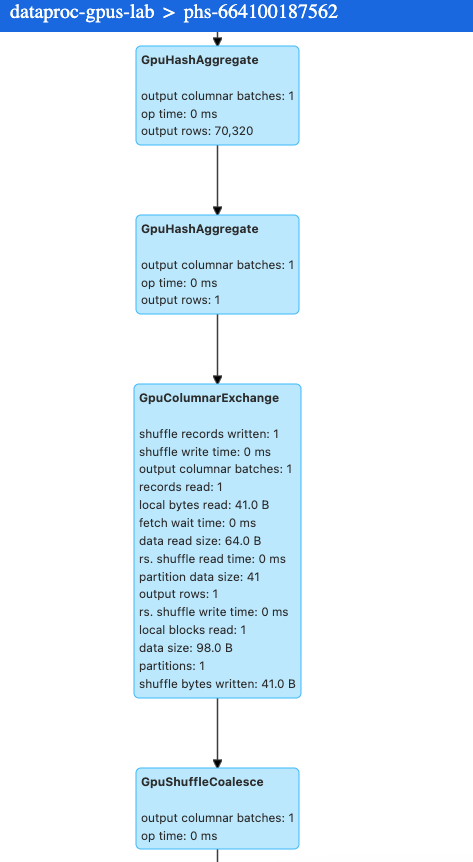 dataproc-gpus-lab > phs-664100187562
GpuHashAggregate
output columnar batches: 1
op time: 0 ms
output rows: 70,320
GpuHashAggregate
output columnar batches: 1
op time: 0 ms
output rows: 1
GpuColumnarExchange
shuffle records written: 1
shuffle write time: 0 ms
output columnar batches: 1
records read: 1
local bytes read: 41.0 B
fetch wait time: 0 ms
data read size: 64.0 B
rs. shuffle read time: 0 ms
partition data size: 41
output rows: 1
rs. shuffle write time: 0 ms
local blocks read: 1
data size: 98.0 B
partitions: 1
shuffle bytes written: 41.0 B
GpuShuffleCoalesce
output columnar batches: 1
op time: 0 ms